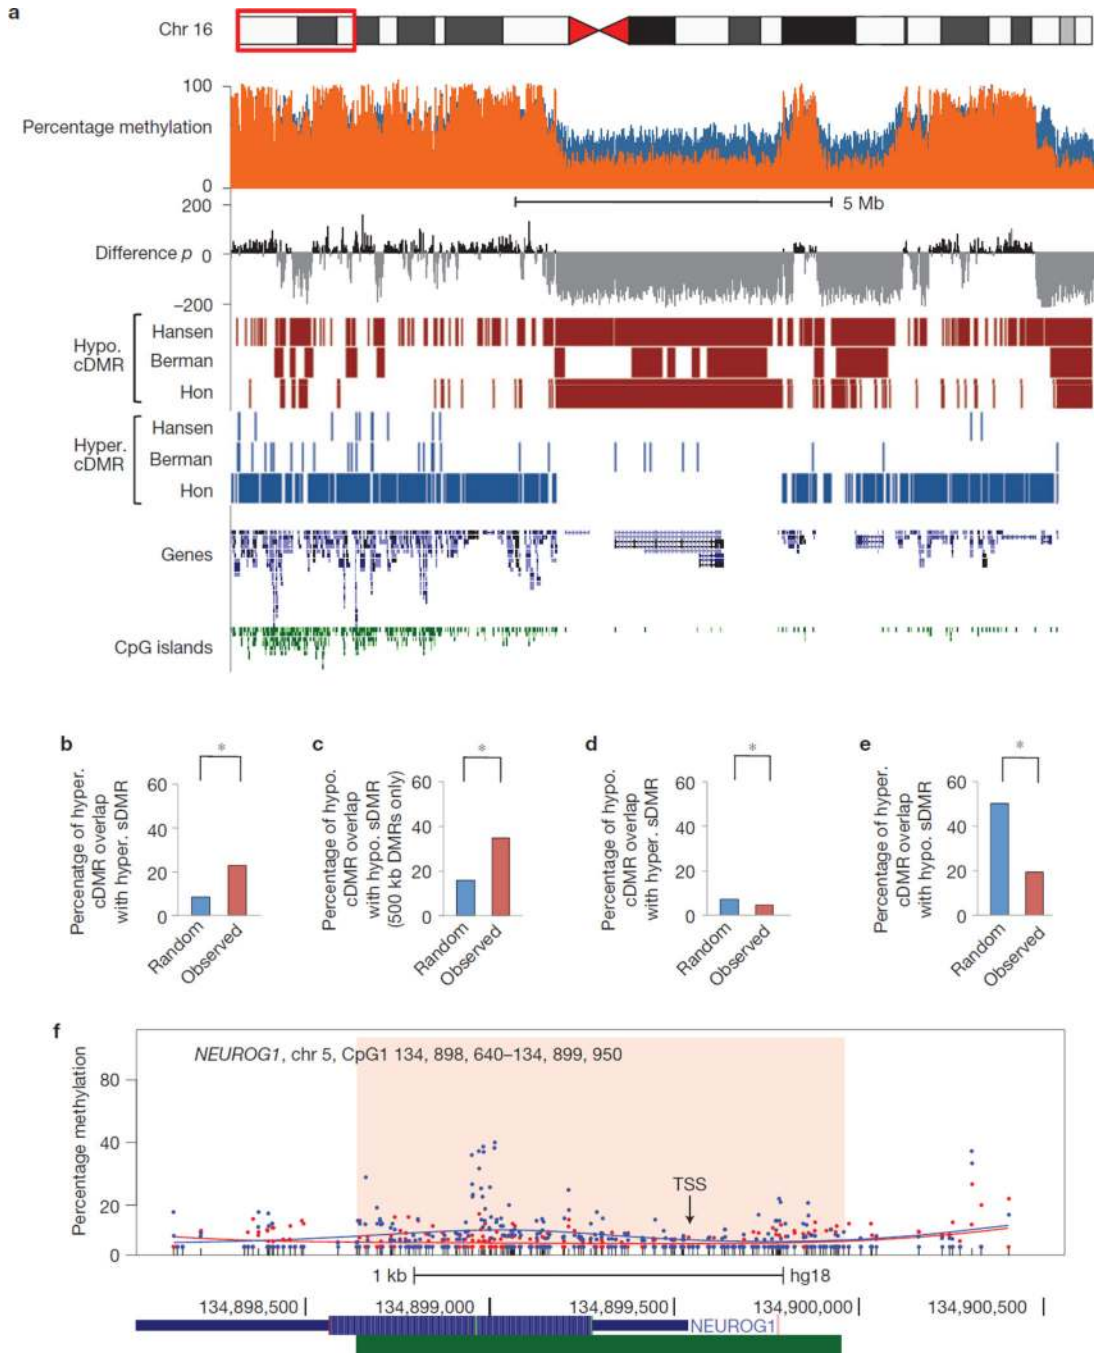 a
Chr 16
100
Percentage methylation
0
5 Mb
200
Difference p 0
−200
Hypo.
cDMR
Hansen
Berman
Hon
Hyper.
cDMR
Hansen
Berman
Hon
Genes
CpG islands
b
*
Percenatge of hyper.
cDMR overlap
with hyper. sDMR
60
40
20
0
Random
Observed
c
*
Percentage of hypo.
cDMR overlap
with hypo. sDMR
(500 kb DMRs only)
60
40
20
0
Random
Observed
d
*
Percentage of hypo.
cDMR overlap
with hyper. sDMR
60
40
20
0
Random
Observed
e
*
Percentage of hyper.
cDMR overlap
with hypo. sDMR
60
40
20
0
Random
Observed
f
NEUROG1, chr 5, CpG1 134, 898, 640–134, 899, 950
Percentage methylation
80
40
20
0
TSS
1 kb
hg18
134,898,500
134,899,000
134,899,500
134,900,000
134,900,500
NEUROG1